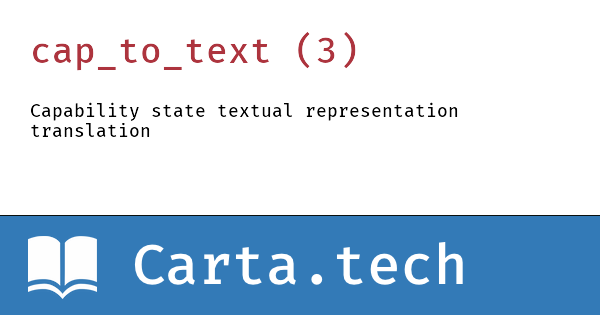 cap_to_text (3)
Capability state textual representation
translation
Carta.tech